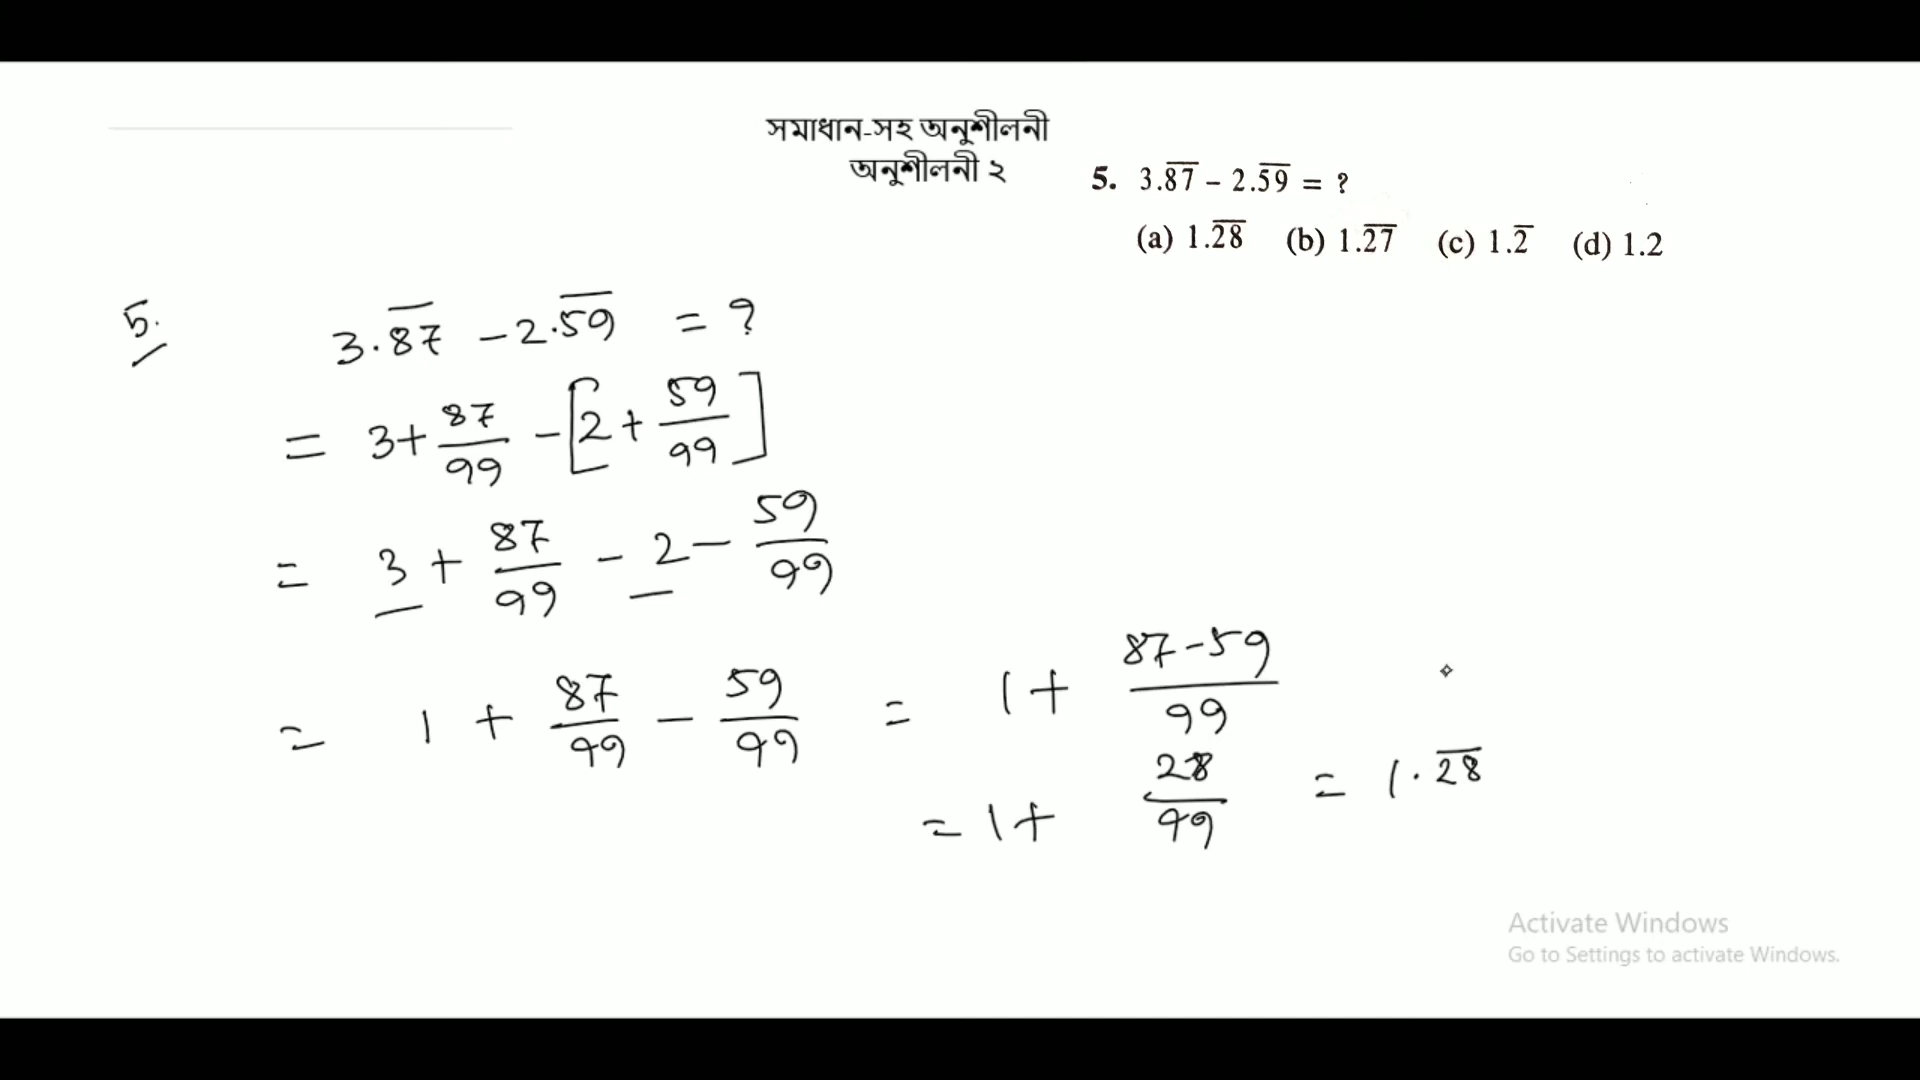 সমাধান-সহ অনুশীলনী
অনুশীলনী ২
5. 3.8̅7̅ – 2.5̅9̅ = ?
(a) 1.2̅8̅ (b) 1.2̅7̅ (c) 1.2̅ (d) 1.2
5. 3.8̅7̅ - 2.5̅9̅ = ?
= 3 + 87/99 - [2 + 59/99]
= 3 + 87/99 - 2 - 59/99
= 1 + 87/99 - 59/99 = 1 + (87-59)/99
= 1 + 28/99 = 1.2̅8̅
Activate Windows
Go to Settings to activate Windows.